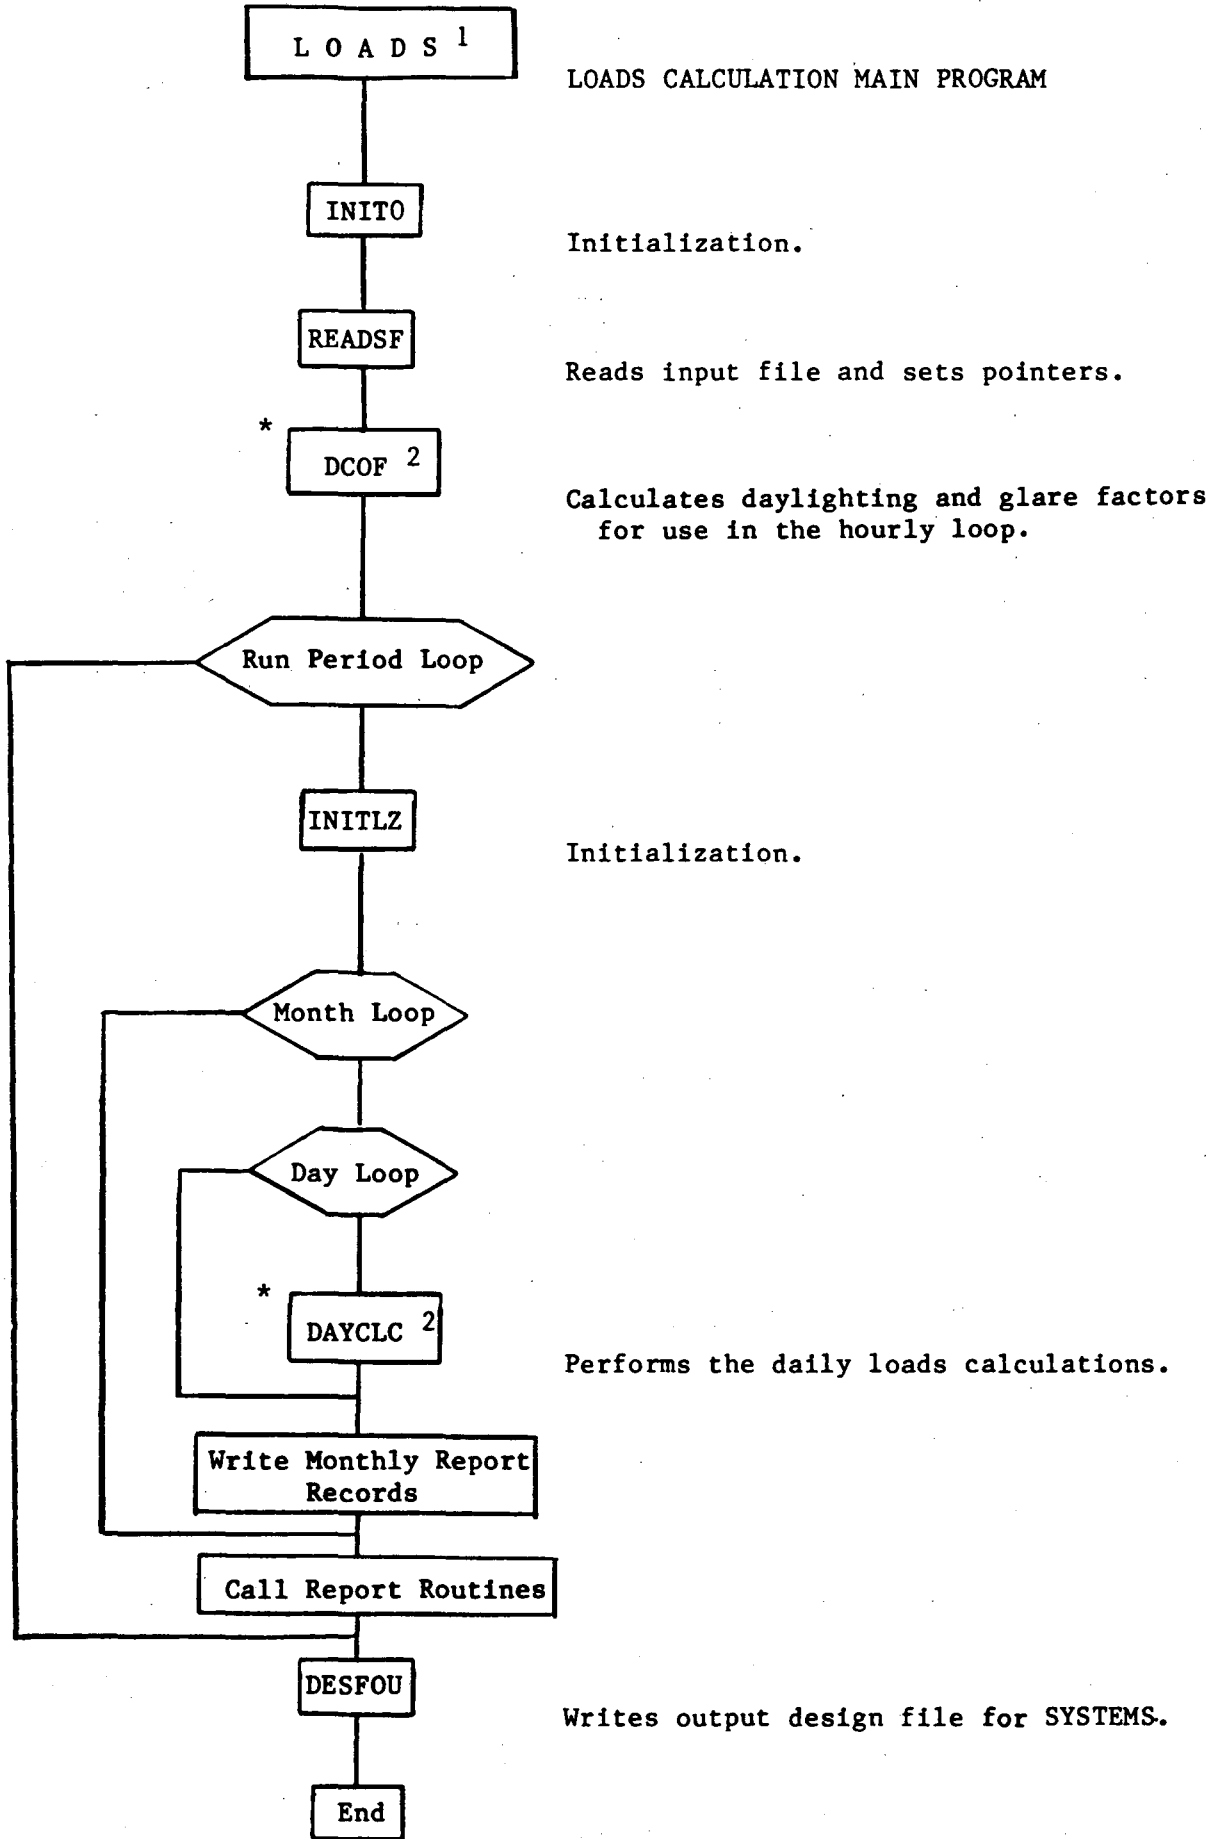 L O A D S 1
LOADS CALCULATION MAIN PROGRAM
INITO
Initialization.
READSF
Reads input file and sets pointers.
*
DCOF 2
Calculates daylighting and glare factors
for use in the hourly loop.
Run Period Loop
INITLZ
Initialization.
Month Loop
Day Loop
*
DAYCLC 2
Performs the daily loads calculations.
Write Monthly Report
Records
Call Report Routines
DESFOU
Writes output design file for SYSTEMS.
End